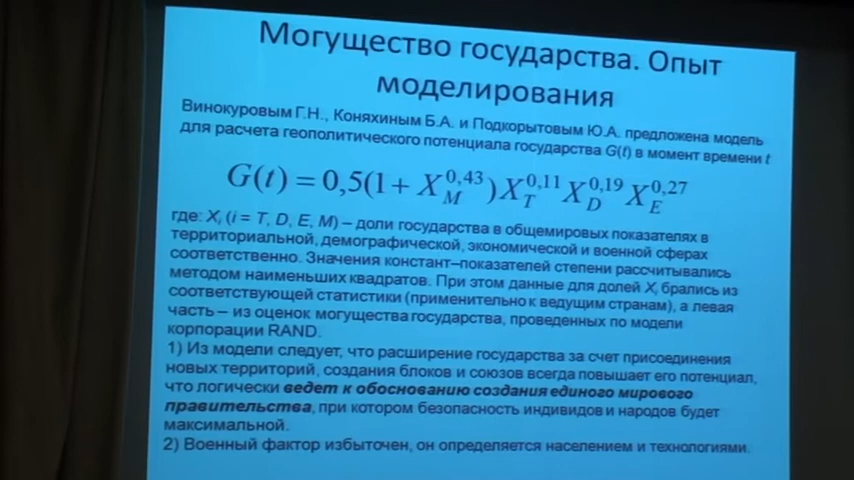 Могущество государства. Опыт
моделирования
Винокуровым Г.Н., Коняхиным Б.А. и Подкорытовым Ю.А. предложена модель
для расчета геополитического потенциала государства G(t) в момент времени t
G(t) = 0,5(1 + X_M^0,43) X_T^0,11 X_D^0,19 X_E^0,27
где: Xᵢ (i = T, D, E, M) – доли государства в общемировых показателях в
территориальной, демографической, экономической и военной сферах
соответственно. Значения констант–показателей степени рассчитывались
методом наименьших квадратов. При этом данные для долей Xᵢ брались из
соответствующей статистики (применительно к ведущим странам), а левая
часть – из оценок могущества государства, проведенных по модели
корпорации RAND.
1) Из модели следует, что расширение государства за счет присоединения
новых территорий, создания блоков и союзов всегда повышает его потенциал,
что логически ведет к обоснованию создания единого мирового
правительства, при котором безопасность индивидов и народов будет
максимальной.
2) Военный фактор избыточен, он определяется населением и технологиями.